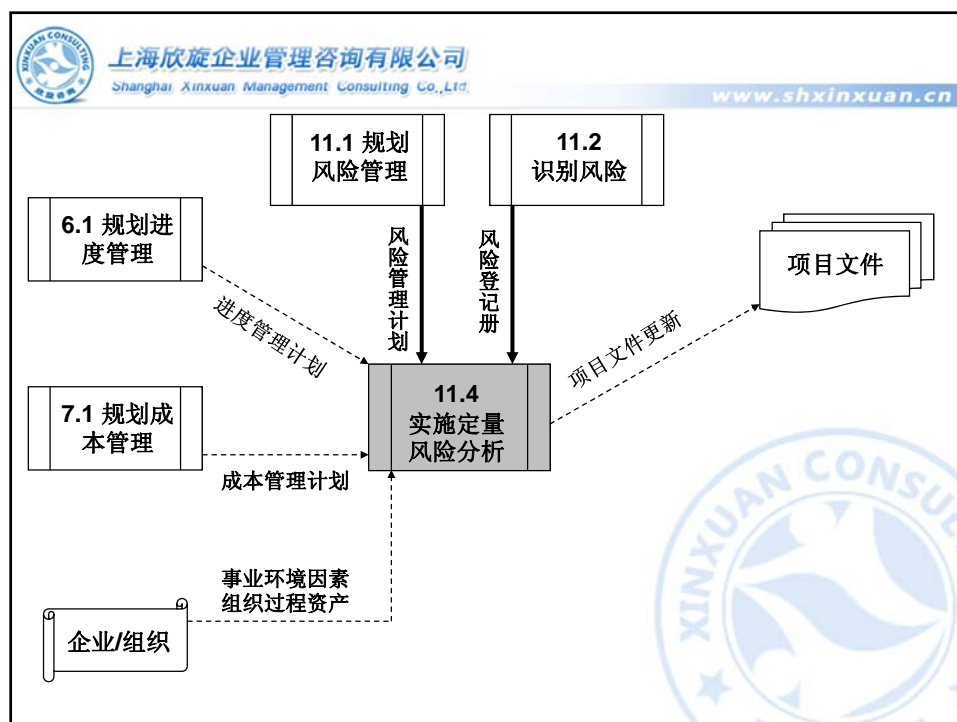 XINXUAN CONSULTING
欣旋咨询
上海欣旋企业管理咨询有限公司
Shanghai Xinxuan Management Consulting Co.,Ltd.
www.shxinxuan.cn
11.1 规划
风险管理
11.2
识别风险
6.1 规划进
度管理
风险管理计划
风险登记册
项目文件
进度管理计划
项目文件更新
7.1 规划成
本管理
11.4
实施定量
风险分析
成本管理计划
事业环境因素
组织过程资产
企业/组织
XINXUAN CONSU